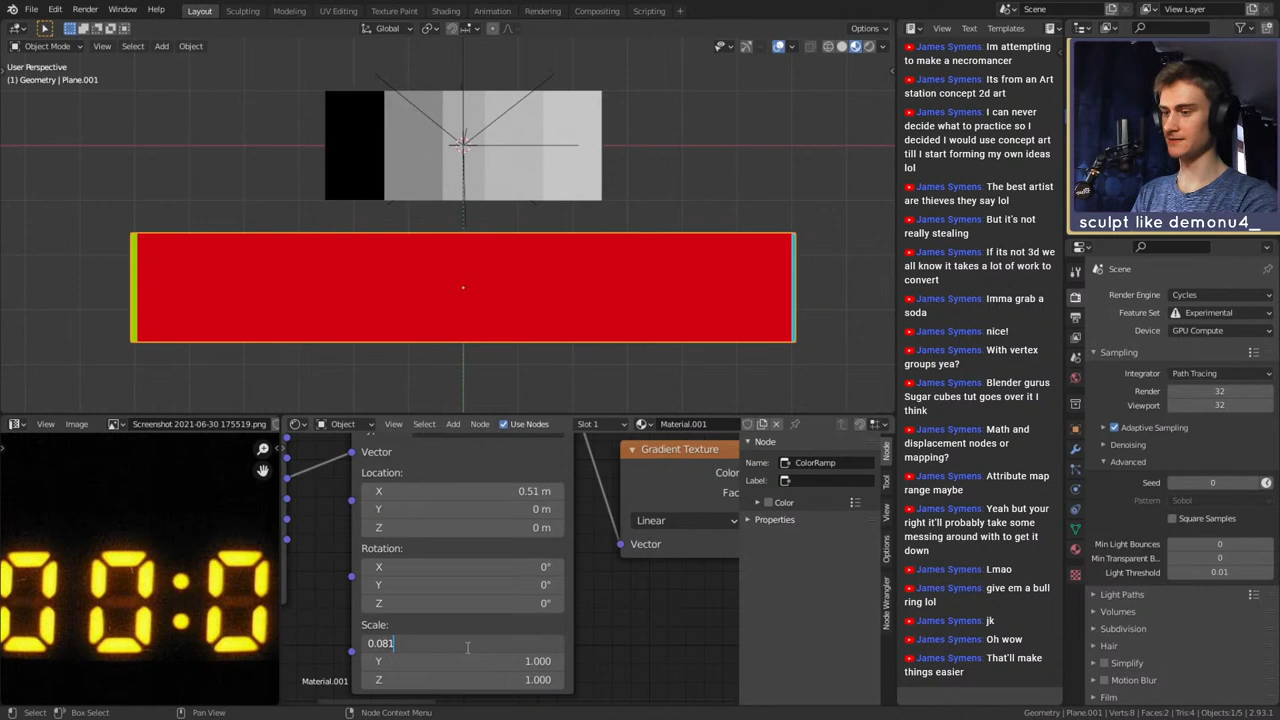 File Edit Render Window Help
Layout Sculpting Modeling UV Editing Texture Paint Shading Animation Rendering Compositing Scripting +
Scene
View Layer
Global
Options
Object Mode View Select Add Object
User Perspective
(1) Geometry | Plane.001
View Text Templates
James Symens: Im attempting
to make a necromancer
James Symens: Its from an Art
station concept 2d art
James Symens: I can never
decide what to practice so I
decided I would use concept art
till I start forming my own ideas
lol
James Symens: The best artist
are thieves they say lol
James Symens: But it's not
really stealing
James Symens: If its not 3d we
all know it takes a lot of work to
convert
James Symens: Imma grab a
soda
James Symens: nice!
James Symens: With vertex
groups yea?
James Symens: Blender gurus
Sugar cubes tut goes over it I
think
James Symens: Math and
displacement nodes or
mapping?
James Symens: Attribute map
range maybe
James Symens: Yeah but your
right it'll probably take some
messing around with to get it
down
James Symens: Lmao
James Symens: give em a bull
ring lol
James Symens: jk
James Symens: Oh wow
James Symens: That'll make
things easier
sculpt like demonu4_
Scene
Render Engine Cycles
Feature Set Experimental
Device GPU Compute
Sampling
Integrator Path Tracing
Render 32
Viewport 32
Adaptive Sampling
Denoising
Advanced
Seed 0
Pattern Sobol
Square Samples
Min Light Bounces 0
Min Transparent B... 0
Light Threshold 0.01
Light Paths
Volumes
Subdivision
Hair
Simplify
Motion Blur
Film
View Image Screenshot 2021-06-30 175519.png
00:0
Object View Select Add Node Use Nodes Slot 1 Material.001
Vector
Location:
X 0.51 m
Y 0 m
Z 0 m
Rotation:
X 0°
Y 0°
Z 0°
Scale:
0.081
Y 1.000
Z 1.000
Material.001
Gradient Texture
Color
Fac
Linear
Vector
Node
Name: ColorRamp
Label:
Color
Properties
Node
Tool
View
Options
Node Wrangler
Select Box Select Pan View Node Context Menu
Geometry | Plane.001 | Verts:8 | Faces:2 | Tris:4 | Objects:1/5 | 2.93.1